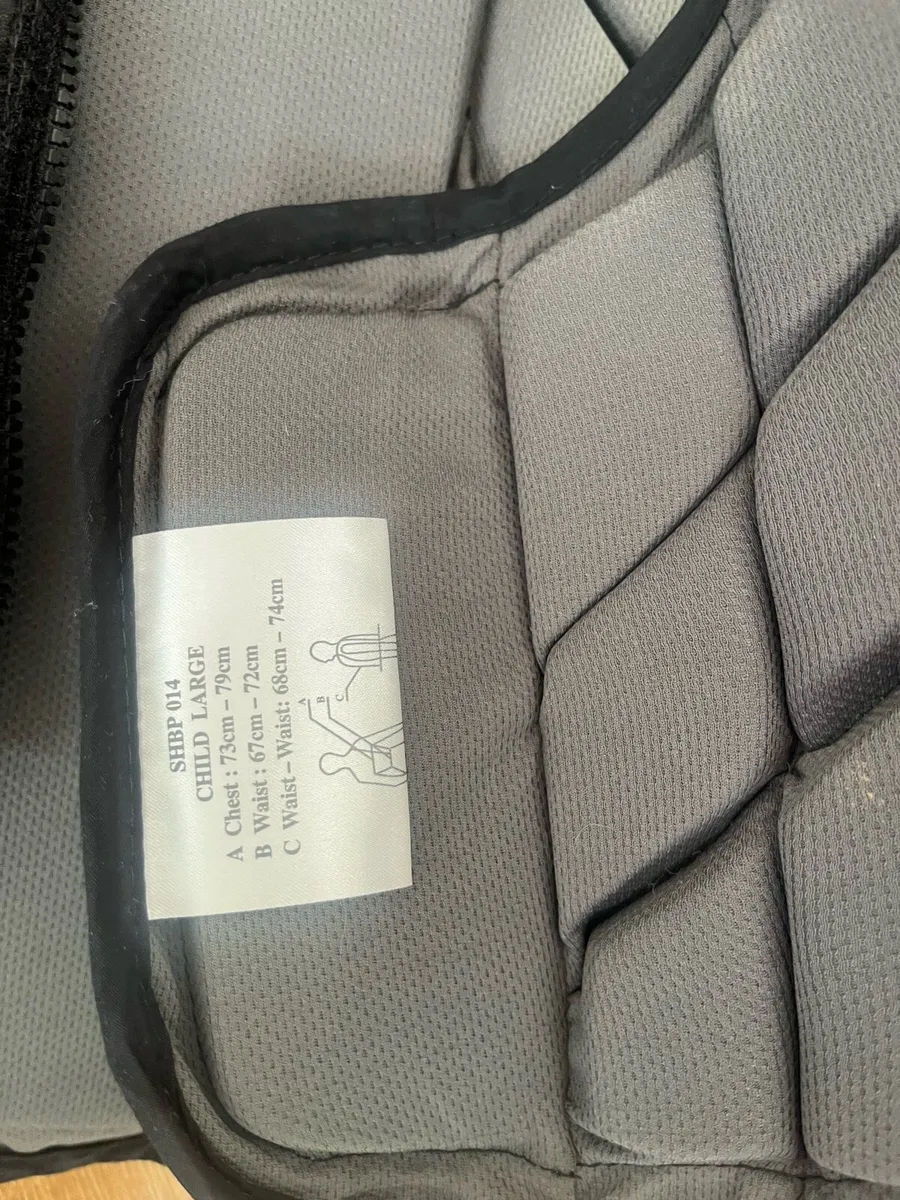 SHBP 014
CHILD LARGE
A Chest : 73cm – 79cm
B Waist : 67cm – 72cm
C Waist – Waist: 68cm – 74cm
A
B
C